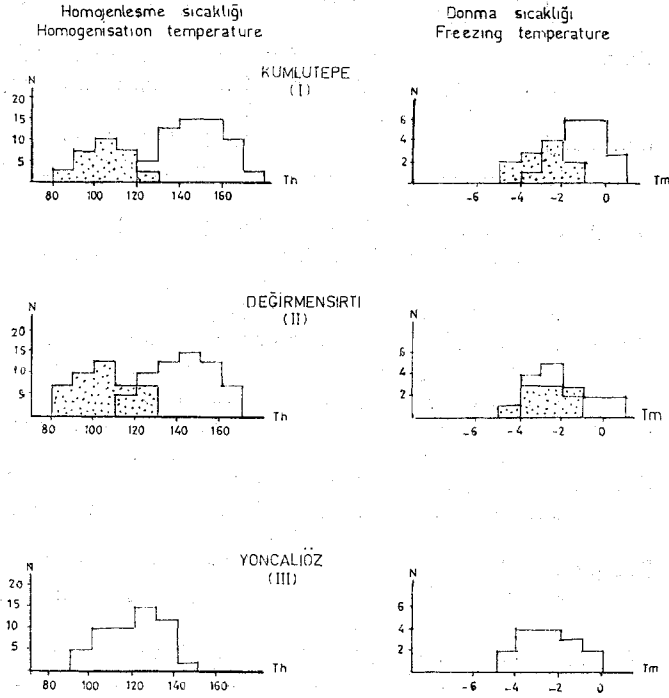 Homojenleşme sıcaklığı
Homogenisation temperature
Donma sıcaklığı
Freezing temperature
KUMLUTEPE
(I)
N
20
15
10
5
80 100 120 140 160
Th
N
6
4
2
-6 -4 -2 0
Tm
DEĞİRMENSIRTI
(II)
N
20
15
10
5
80 100 120 140 160
Th
N
6
4
2
-6 -4 -2 0
Tm
YONCALIÖZ
(III)
N
20
15
10
5
80 100 120 140 160
Th
N
6
4
2
-6 -4 -2 0
Tm